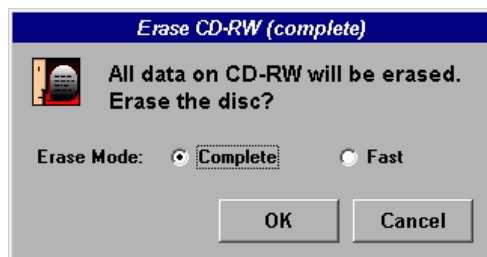 Erase CD-RW (complete)
All data on CD-RW will be erased.
Erase the disc?
Erase Mode: Complete Fast
OK Cancel